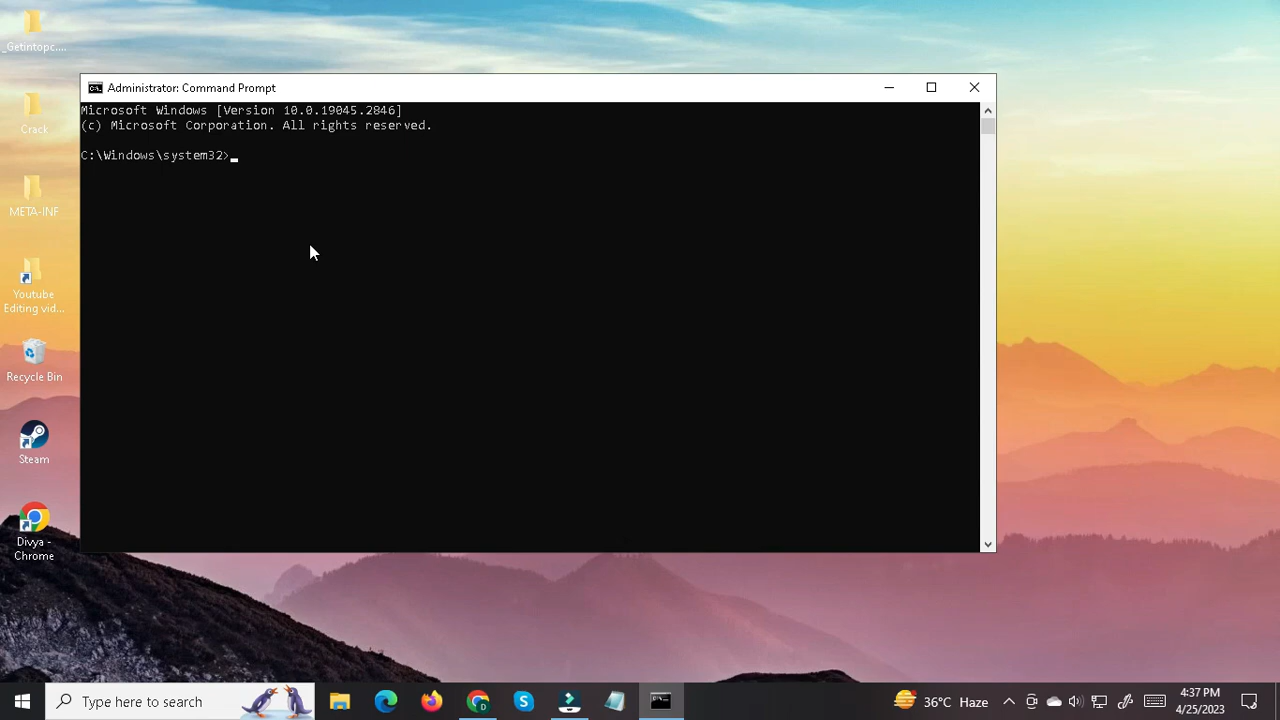 _Getintopc....
Crack
META-INF
Youtube
Editing vid...
Recycle Bin
Steam
Divya -
Chrome
Administrator: Command Prompt
Microsoft Windows [Version 10.0.19045.2846]
(c) Microsoft Corporation. All rights reserved.
C:\Windows\system32>
Type here to search
36°C Haze
4:37 PM
4/25/2023